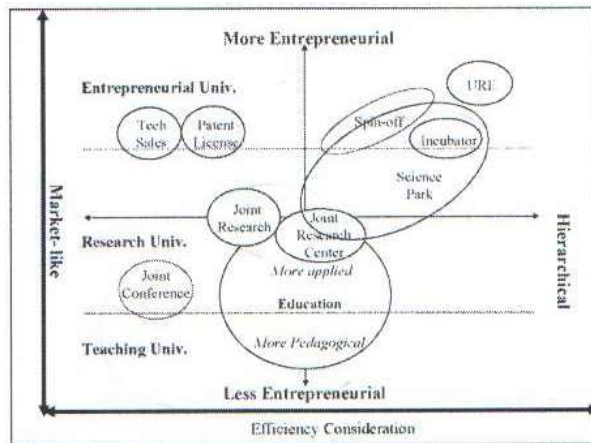 More Entrepreneurial
Entrepreneurial Univ.
URE
Tech
Sales
Patent
License
Spin-off
Incubator
Science
Park
Market-like
Hierarchical
Joint
Research
Joint
Research
Center
Research Univ.
More applied
Joint
Conference
Education
More Pedagogical
Teaching Univ.
Less Entrepreneurial
Efficiency Consideration